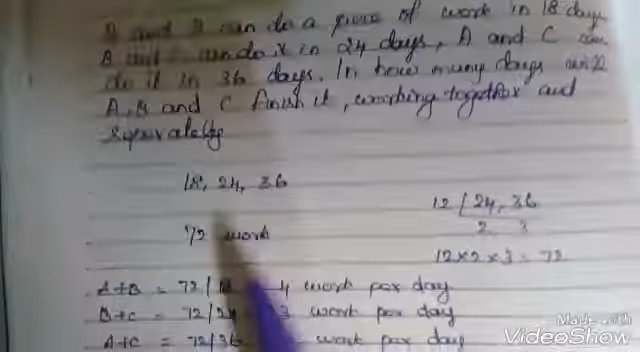 A and B can do a piece of work in 18 days
B and can do it in 24 days, A and C can
do it in 36 days. In how many days will
A, B and C finish it, working together and
separately
18, 24, 36
72 work
12 / 24, 36
2 3
12 × 2 × 3 = 72
A+B = 72/18 4 work per day
B+C = 72/24 3 work per day
A+C = 72/36 work per day
Made with
VideoShow